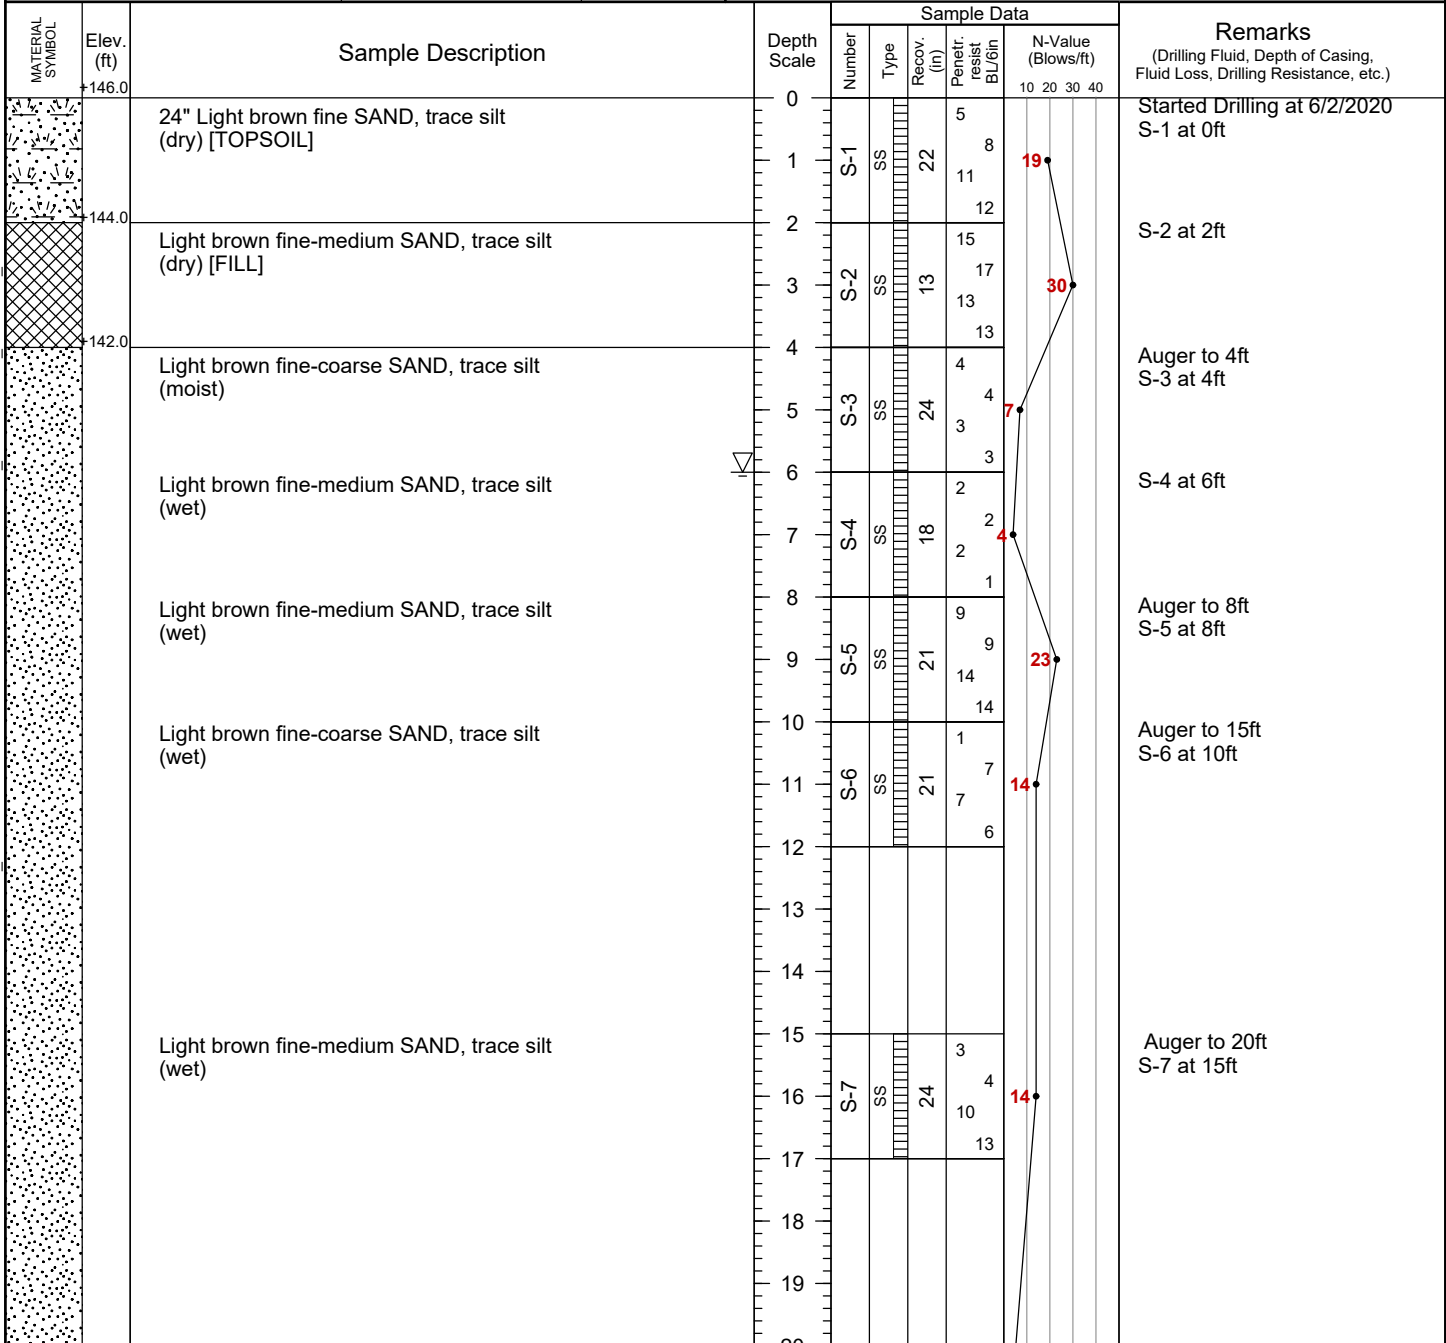 MATERIAL
SYMBOL
Elev.
(ft)
Sample Description
Depth
Scale
Sample Data
Number
Type
Recov.
(in)
Penetr.
resist
BL/6in
N-Value
(Blows/ft)
10 20 30 40
Remarks
(Drilling Fluid, Depth of Casing,
Fluid Loss, Drilling Resistance, etc.)
+146.0
0
24" Light brown fine SAND, trace silt
(dry) [TOPSOIL]
1
S-1
SS
22
5
8
11
12
19
Started Drilling at 6/2/2020
S-1 at 0ft
+144.0
2
Light brown fine-medium SAND, trace silt
(dry) [FILL]
3
S-2
SS
13
15
17
13
13
30
S-2 at 2ft
+142.0
4
Light brown fine-coarse SAND, trace silt
(moist)
5
S-3
SS
24
4
4
3
3
7
Auger to 4ft
S-3 at 4ft
6
Light brown fine-medium SAND, trace silt
(wet)
7
S-4
SS
18
2
2
2
1
4
S-4 at 6ft
8
Light brown fine-medium SAND, trace silt
(wet)
9
S-5
SS
21
9
9
14
14
23
Auger to 8ft
S-5 at 8ft
10
Light brown fine-coarse SAND, trace silt
(wet)
11
S-6
SS
21
1
7
7
6
14
Auger to 15ft
S-6 at 10ft
12
13
14
15
Light brown fine-medium SAND, trace silt
(wet)
16
S-7
SS
24
3
4
10
13
14
Auger to 20ft
S-7 at 15ft
17
18
19